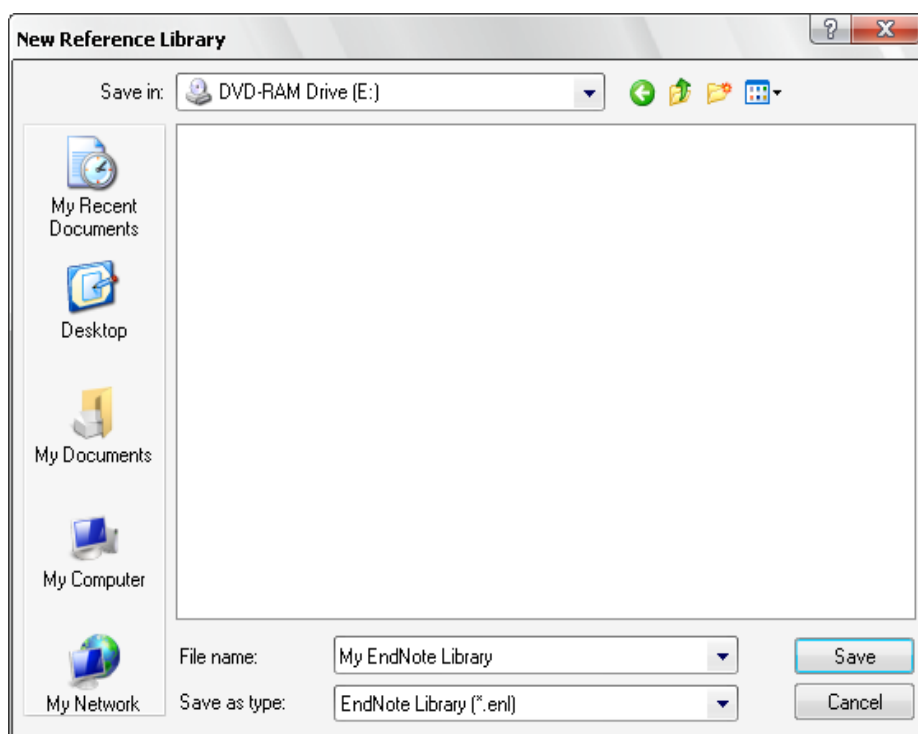 New Reference Library
?
X
Save in:
DVD-RAM Drive (E:)
My Recent
Documents
Desktop
My Documents
My Computer
My Network
File name:
My EndNote Library
Save
Save as type:
EndNote Library (*.enl)
Cancel